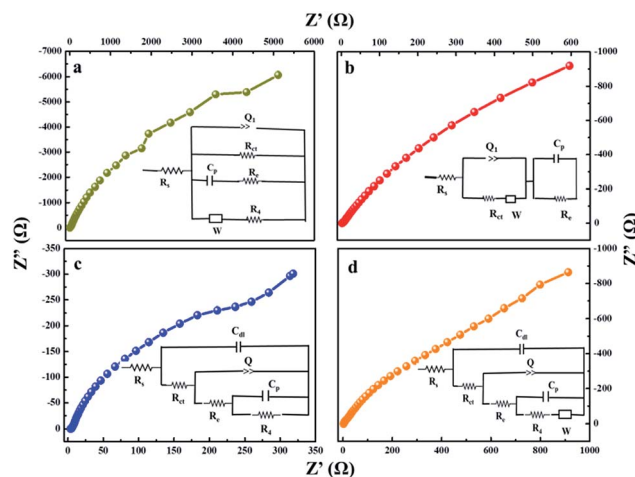 Z' (Ω)
0 1000 2000 3000 4000 5000 0 100 200 300 400 500 600
-7000
-6000
-5000
-4000
-3000
-2000
-1000
0
Z" (Ω)
a
Q₁
Rct
Rs
Cp
Re
W
R₄
b
Q₁
Cp
Rs
Rct
W
Re
-1000
-800
-600
-400
-200
0
Z" (Ω)
-350
-300
-250
-200
-150
-100
-50
0
Z" (Ω)
c
Cdl
Rs
Q
Rct
Cp
Re
R₄
d
Cdl
Rs
Q
Rct
Cp
Re
R₄
W
-1000
-800
-600
-400
-200
0
Z" (Ω)
0 50 100 150 200 250 300 350 0 200 400 600 800 1000
Z' (Ω)